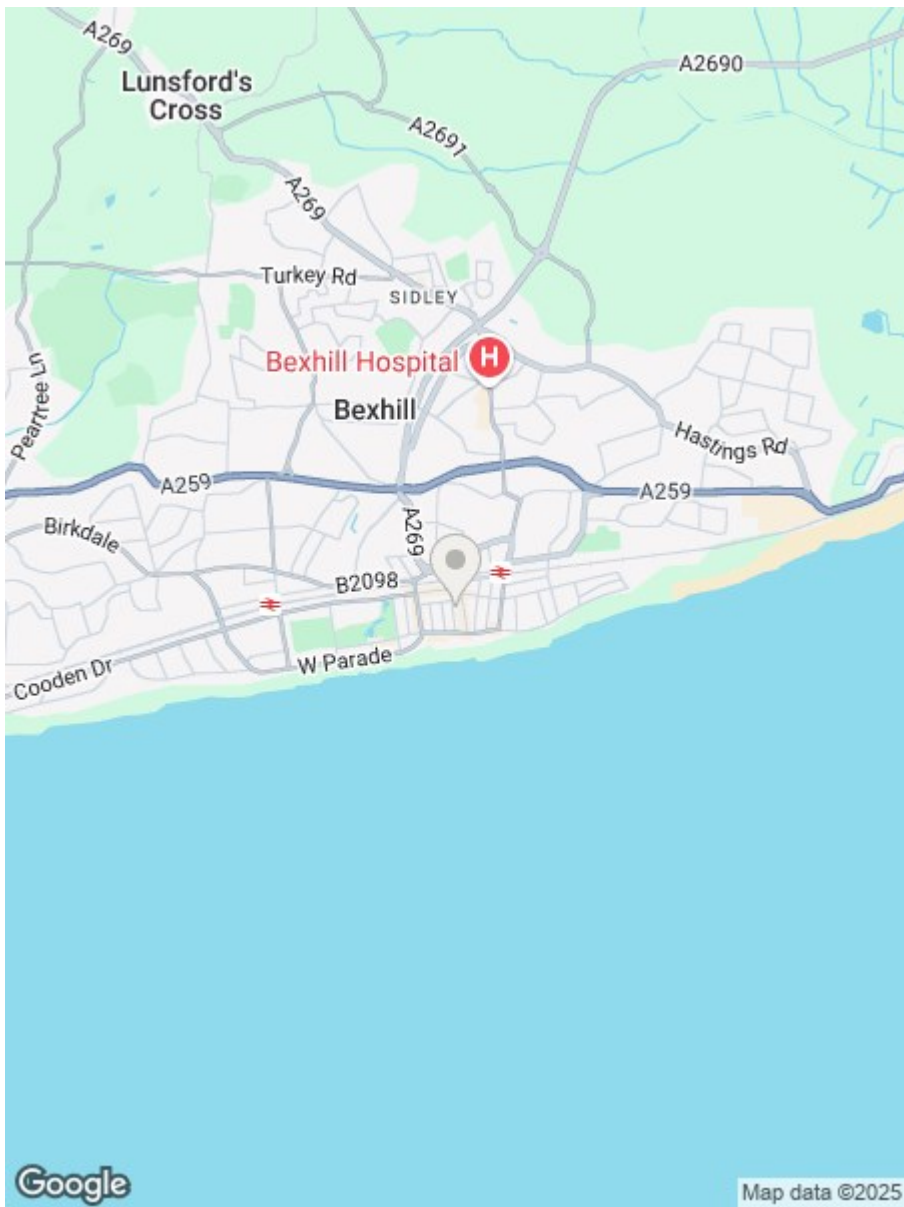 A269
Lunsford's
Cross
A2690
A2691
A269
Turkey Rd
SIDLEY
Peartree Ln
Bexhill Hospital
H
Bexhill
Hastings Rd
A259
A259
Birkdale
A269
B2098
W Parade
Cooden Dr
Google
Map data ©2025